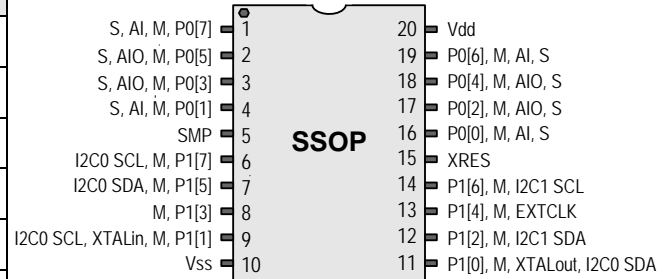 S, AI, M, P0[7] 1 20 Vdd
S, AIO, M, P0[5] 2 19 P0[6], M, AI, S
S, AIO, M, P0[3] 3 18 P0[4], M, AIO, S
S, AI, M, P0[1] 4 17 P0[2], M, AIO, S
SMP 5 SSOP 16 P0[0], M, AI, S
I2C0 SCL, M, P1[7] 6 15 XRES
I2C0 SDA, M, P1[5] 7 14 P1[6], M, I2C1 SCL
M, P1[3] 8 13 P1[4], M, EXTCLK
I2C0 SCL, XTALin, M, P1[1] 9 12 P1[2], M, I2C1 SDA
Vss 10 11 P1[0], M, XTALout, I2C0 SDA